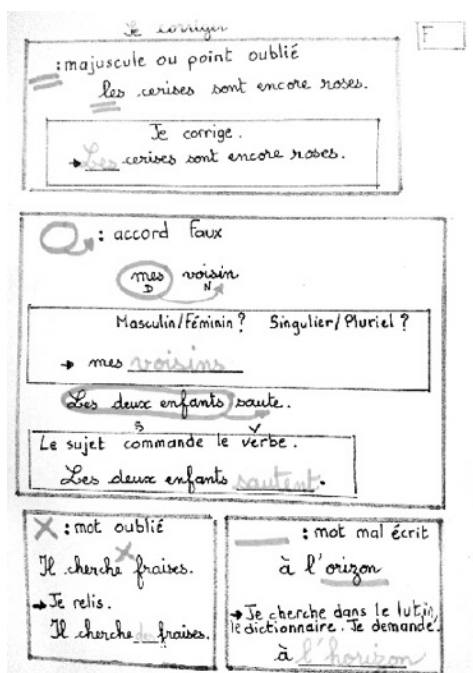 Je corriger
F
: majuscule ou point oublié
les cerises sont encore roses.
Je corrige.
→ Les cerises sont encore roses.
: accord faux
mes voisin
D N
Masculin/Féminin ? Singulier/Pluriel ?
→ mes voisins
Les deux enfants saute.
S V
Le sujet commande le verbe.
Les deux enfants sautent.
X : mot oublié
Il cherche fraises.
→ Je relis.
Il cherche des fraises.
: mot mal écrit
à l'orizon
→ Je cherche dans le lutin,
le dictionnaire. Je demande.
à l'horizon